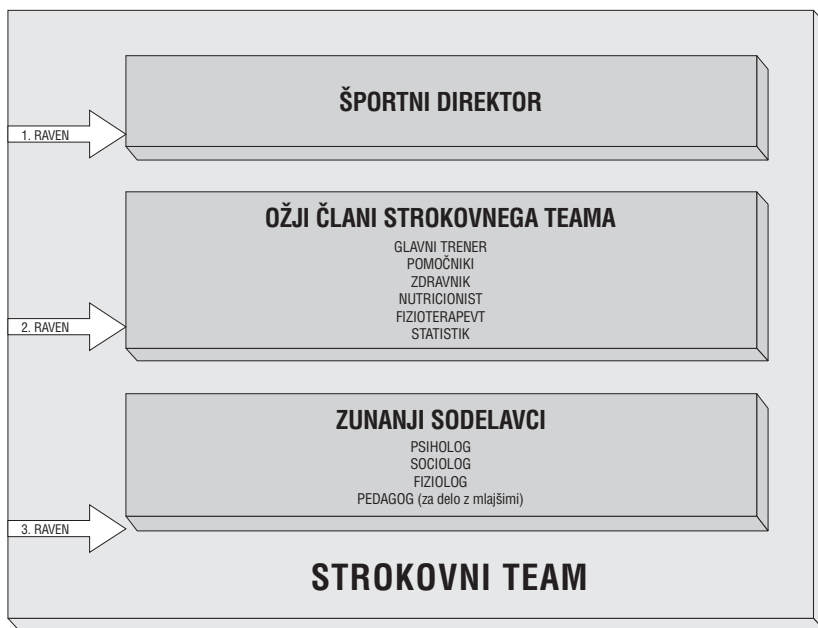 ŠPORTNI DIREKTOR
1. RAVEN
OŽJI ČLANI STROKOVNEGA TEAMA
GLAVNI TRENER
POMOČNIKI
ZDRAVNIK
NUTRICIONIST
FIZIOTERAPEVT
STATISTIK
2. RAVEN
ZUNANJI SODELAVCI
PSIHOLOG
SOCIOLOG
FIZIOLOG
PEDAGOG (za delo z mlajšimi)
3. RAVEN
STROKOVNI TEAM